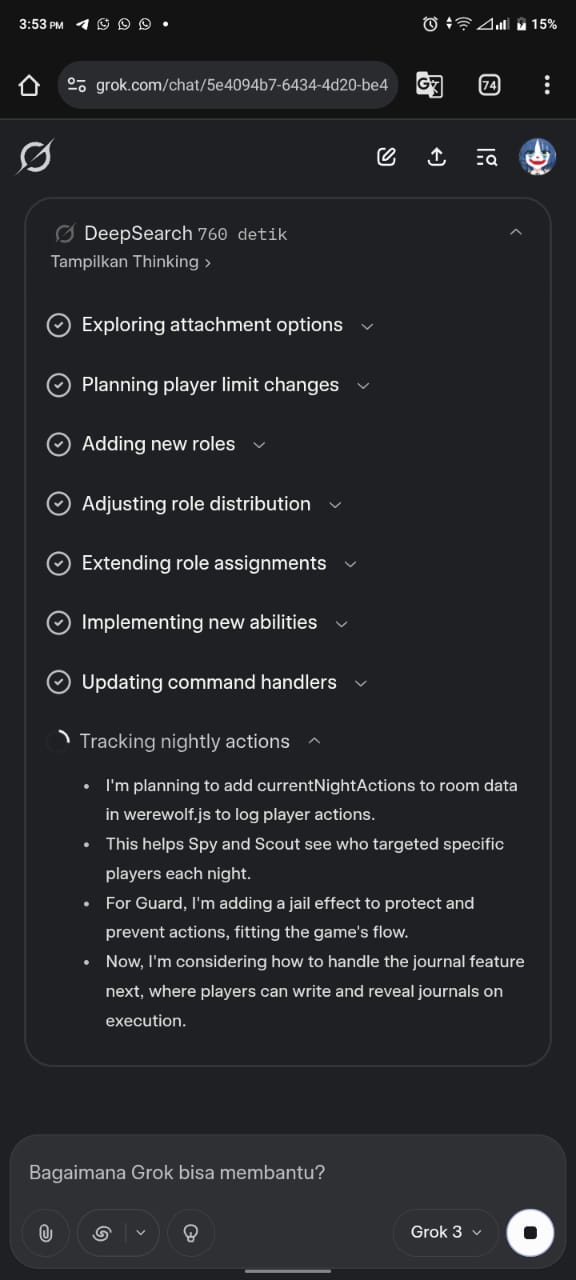 3:53 PM
15%
grok.com/chat/5e4094b7-6434-4d20-be4
74
DeepSearch 760 detik
Tampilkan Thinking >
Exploring attachment options
Planning player limit changes
Adding new roles
Adjusting role distribution
Extending role assignments
Implementing new abilities
Updating command handlers
Tracking nightly actions
• I'm planning to add currentNightActions to room data
in werewolf.js to log player actions.
• This helps Spy and Scout see who targeted specific
players each night.
• For Guard, I'm adding a jail effect to protect and
prevent actions, fitting the game's flow.
• Now, I'm considering how to handle the journal feature
next, where players can write and reveal journals on
execution.
Bagaimana Grok bisa membantu?
Grok 3